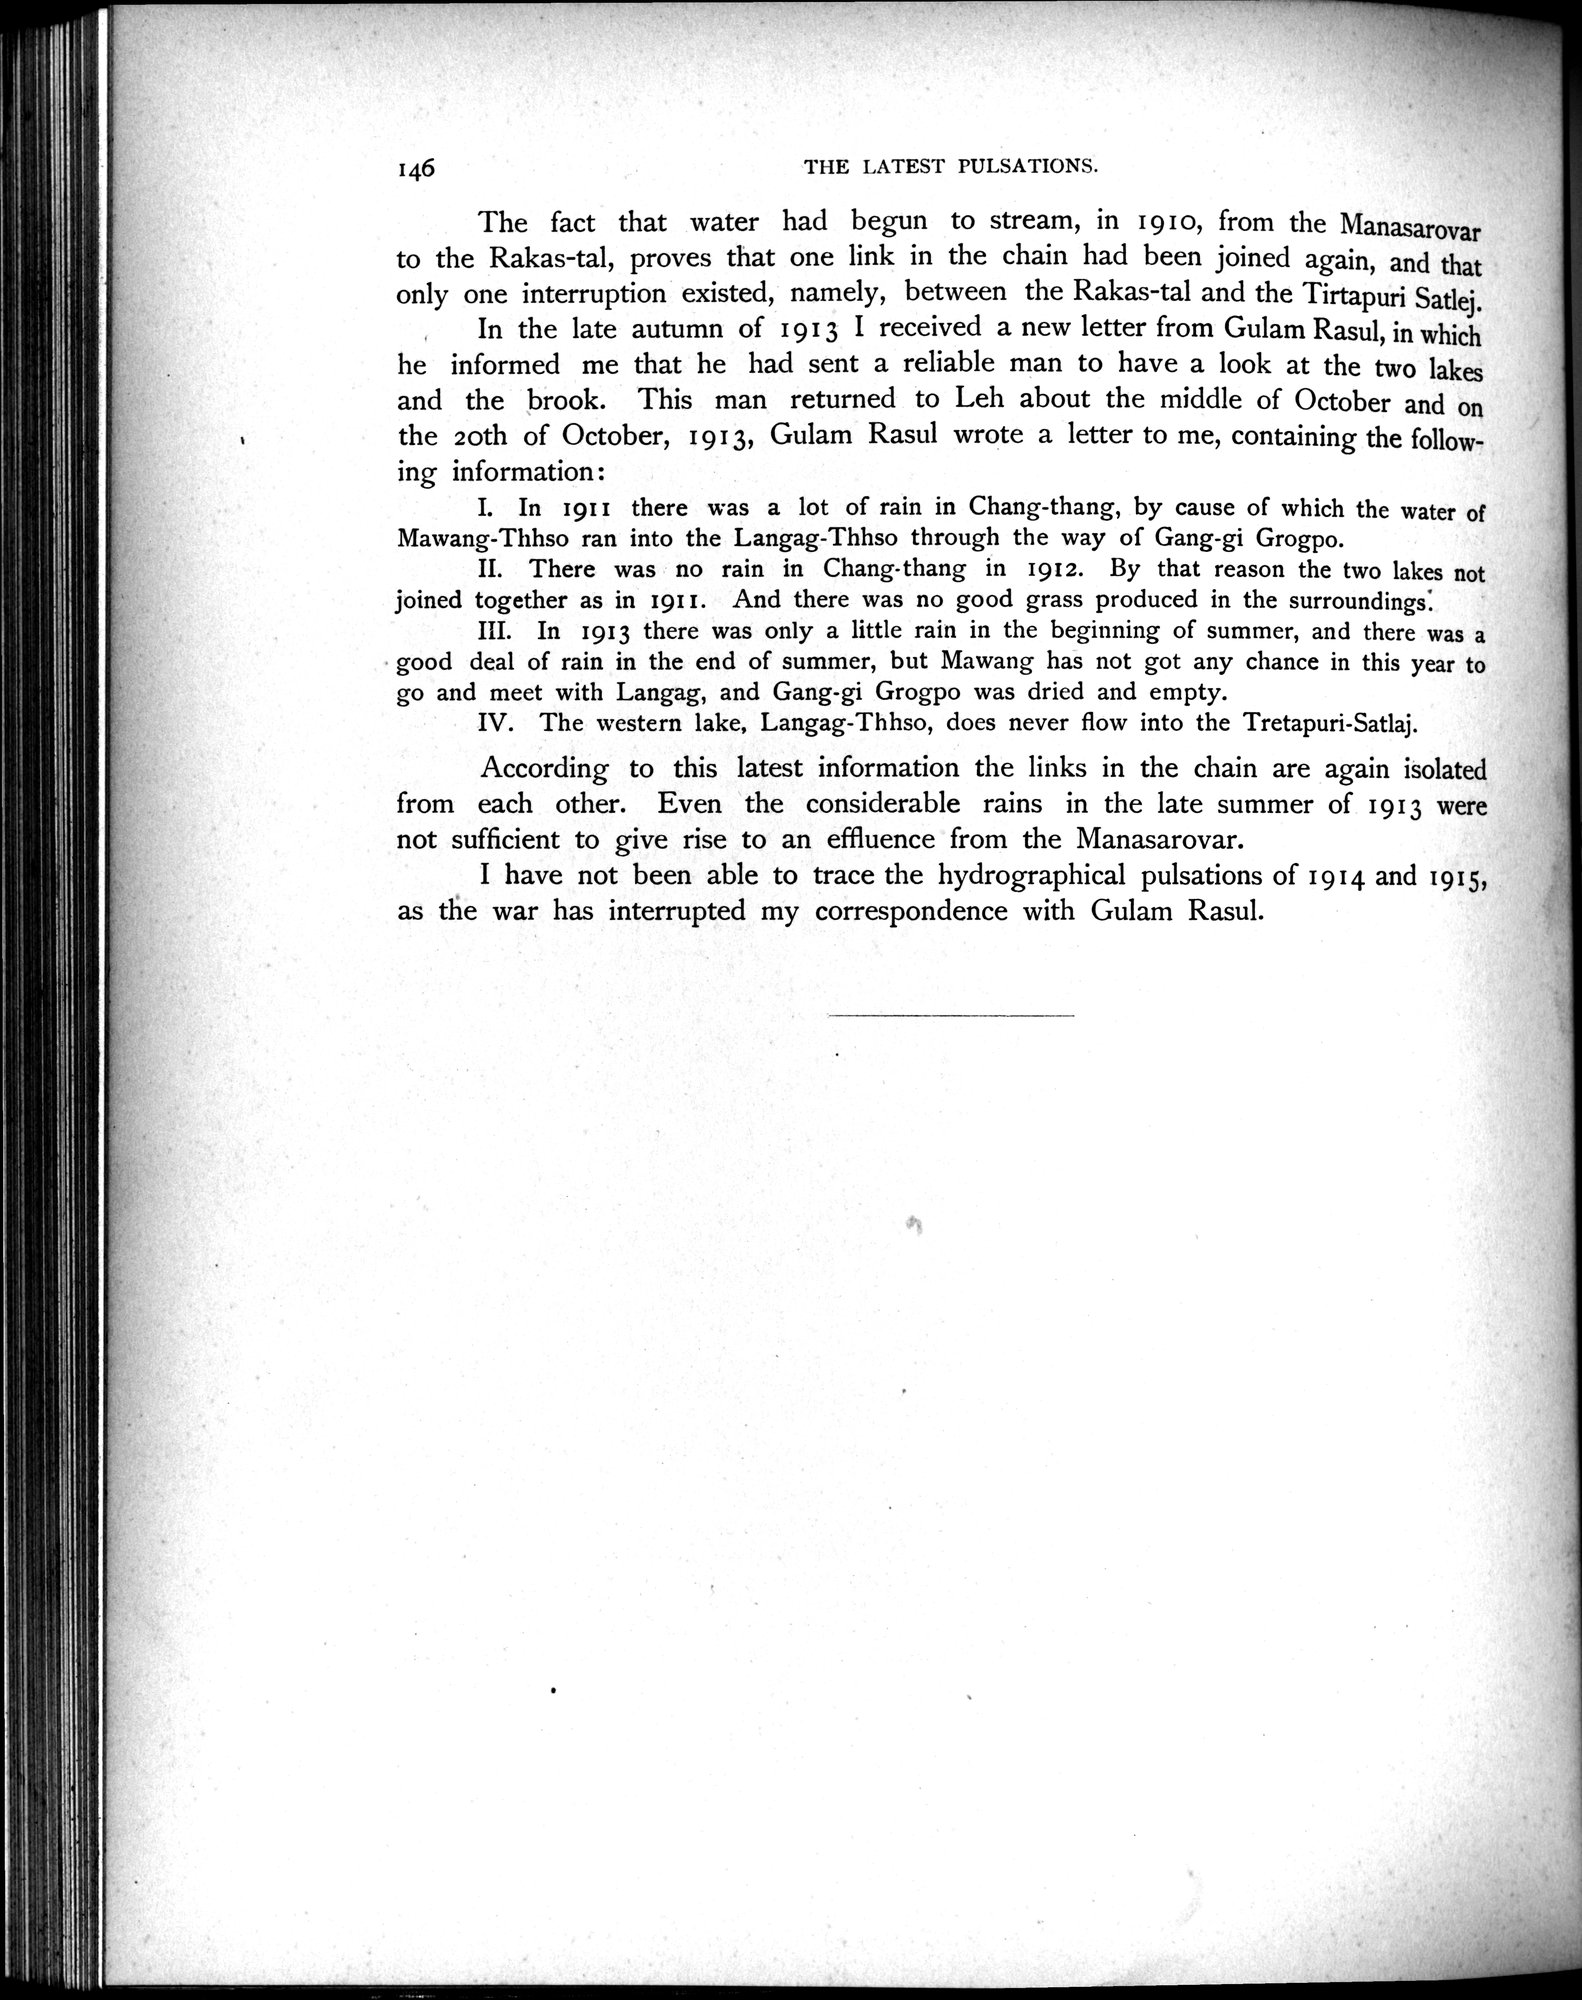 146
THE LATEST PULSATIONS.
The fact that water had begun to stream, in 1910, from the Manasarovar
to the Rakas-tal, proves that one link in the chain had been joined again, and that
only one interruption existed, namely, between the Rakas-tal and the Tirtapuri Satlej.
In the late autumn of 1913 I received a new letter from Gulam Rasul, in which
he informed me that he had sent a reliable man to have a look at the two lakes
and the brook. This man returned to Leh about the middle of October and on
the 20th of October, 1913, Gulam Rasul wrote a letter to me, containing the follow-
ing information:
I. In 1911 there was a lot of rain in Chang-thang, by cause of which the water of
Mawang-Thhso ran into the Langag-Thhso through the way of Gang-gi Grogpo.
II. There was no rain in Chang-thang in 1912. By that reason the two lakes not
joined together as in 1911. And there was no good grass produced in the surroundings.
III. In 1913 there was only a little rain in the beginning of summer, and there was a
good deal of rain in the end of summer, but Mawang has not got any chance in this year to
go and meet with Langag, and Gang-gi Grogpo was dried and empty.
IV. The western lake, Langag-Thhso, does never flow into the Tretapuri-Satlaj.
According to this latest information the links in the chain are again isolated
from each other. Even the considerable rains in the late summer of 1913 were
not sufficient to give rise to an effluence from the Manasarovar.
I have not been able to trace the hydrographical pulsations of 1914 and 1915,
as the war has interrupted my correspondence with Gulam Rasul.